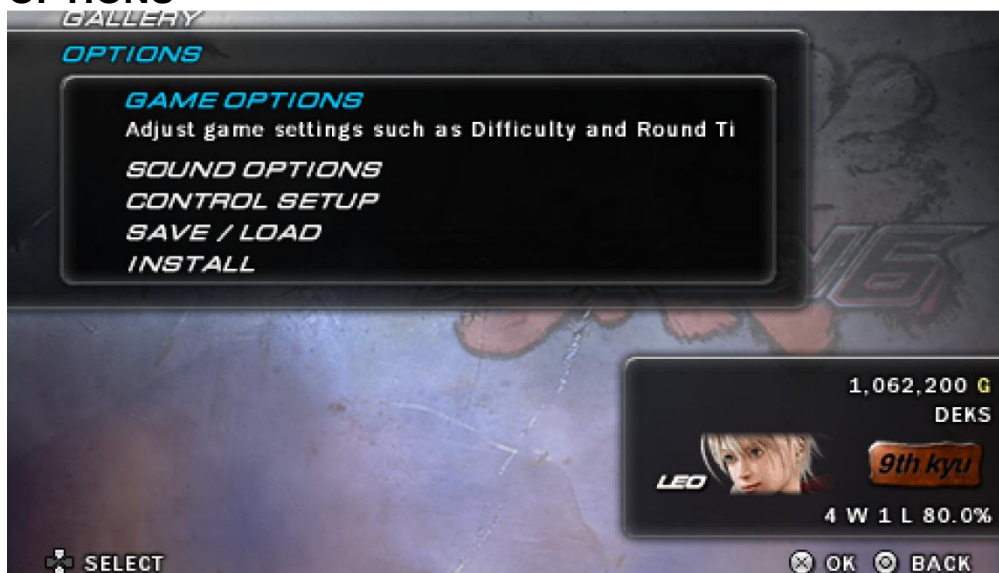 OPTIONS
GALLERY
OPTIONS
GAME OPTIONS
Adjust game settings such as Difficulty and Round Ti
SOUND OPTIONS
CONTROL SETUP
SAVE / LOAD
INSTALL
1,062,200 G
DEKS
LEO
9th kyu
4 W 1 L 80.0%
SELECT
OK
BACK